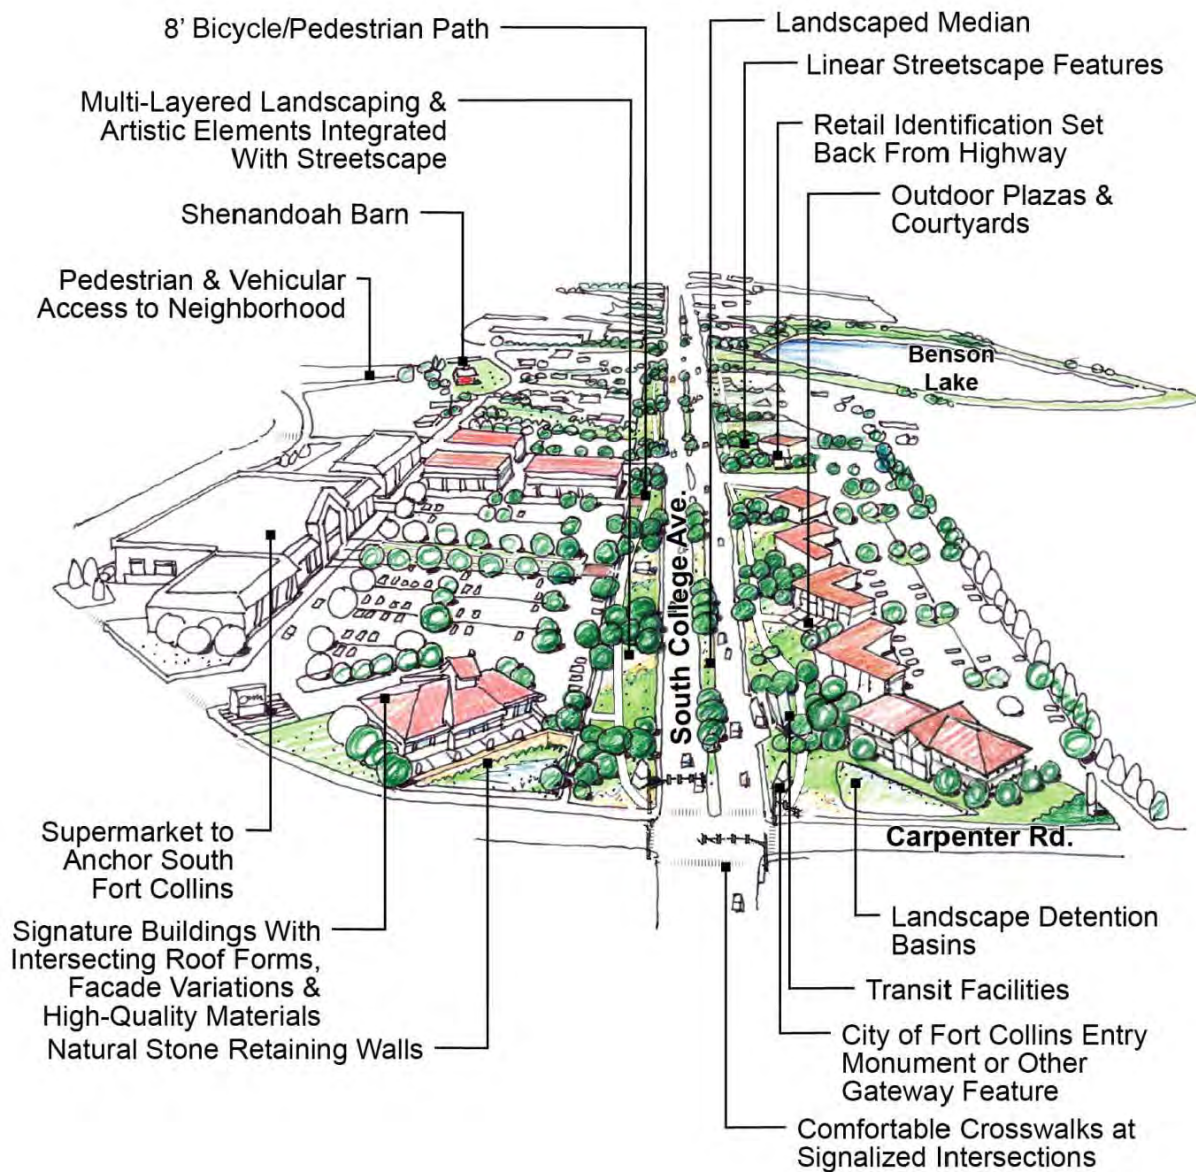 8' Bicycle/Pedestrian Path
Multi-Layered Landscaping &
Artistic Elements Integrated
With Streetscape
Shenandoah Barn
Pedestrian & Vehicular
Access to Neighborhood
Landscaped Median
Linear Streetscape Features
Retail Identification Set
Back From Highway
Outdoor Plazas &
Courtyards
Benson
Lake
South College Ave.
Carpenter Rd.
Supermarket to
Anchor South
Fort Collins
Signature Buildings With
Intersecting Roof Forms,
Facade Variations &
High-Quality Materials
Natural Stone Retaining Walls
Landscape Detention
Basins
Transit Facilities
City of Fort Collins Entry
Monument or Other
Gateway Feature
Comfortable Crosswalks at
Signalized Intersections